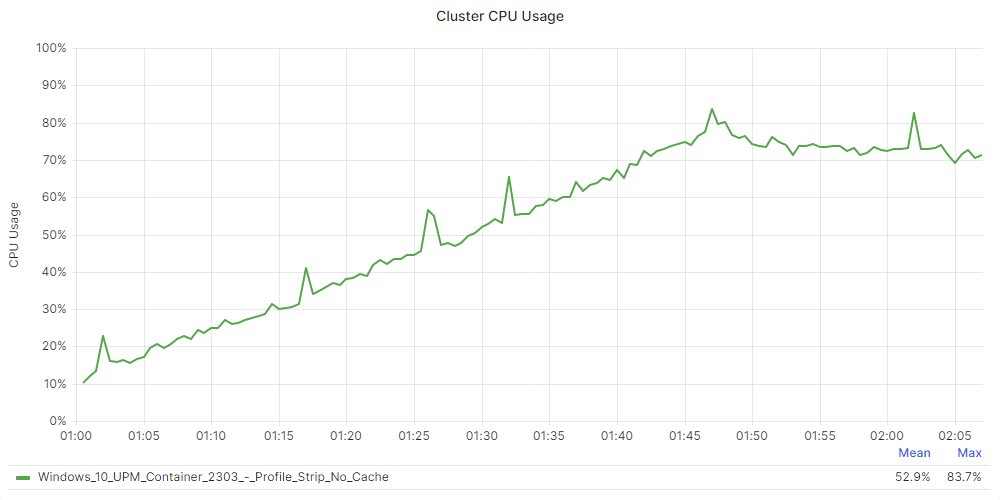 Cluster CPU Usage
100%
90%
80%
70%
60%
50%
40%
30%
20%
10%
0%
CPU Usage
01:00 01:05 01:10 01:15 01:20 01:25 01:30 01:35 01:40 01:45 01:50 01:55 02:00 02:05
Mean Max
Windows_10_UPM_Container_2303_-_Profile_Strip_No_Cache 52.9% 83.7%